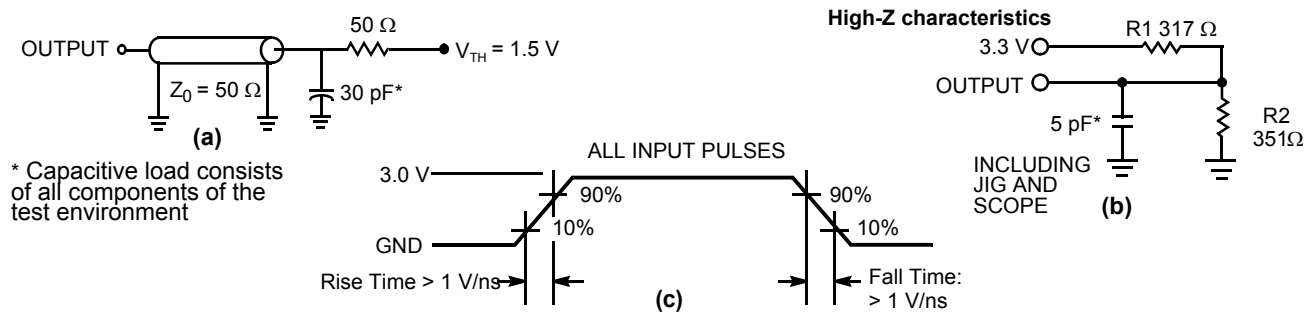 50 Ω
OUTPUT
V_TH = 1.5 V
Z₀ = 50 Ω
30 pF*
(a)
* Capacitive load consists
of all components of the
test environment
High-Z characteristics
R1 317 Ω
3.3 V
OUTPUT
5 pF*
R2
351Ω
INCLUDING
JIG AND
SCOPE
(b)
ALL INPUT PULSES
3.0 V
90%
90%
10%
10%
GND
Rise Time > 1 V/ns
Fall Time:
> 1 V/ns
(c)